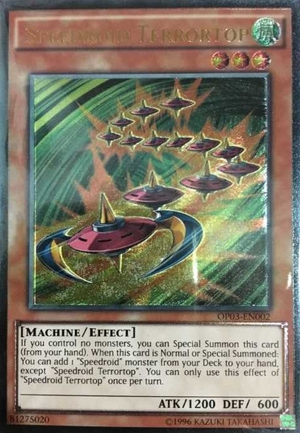 SPEEDROID TERRORTOP
OP03-EN002
[MACHINE/EFFECT]
If you control no monsters, you can Special Summon this card
(from your hand). When this card is Normal or Special Summoned:
You can add 1 "Speedroid" monster from your Deck to your hand,
except "Speedroid Terrortop". You can only use this effect of
"Speedroid Terrortop" once per turn.
ATK/1200 DEF/ 600
81275020
©1996 KAZUKI TAKAHASHI